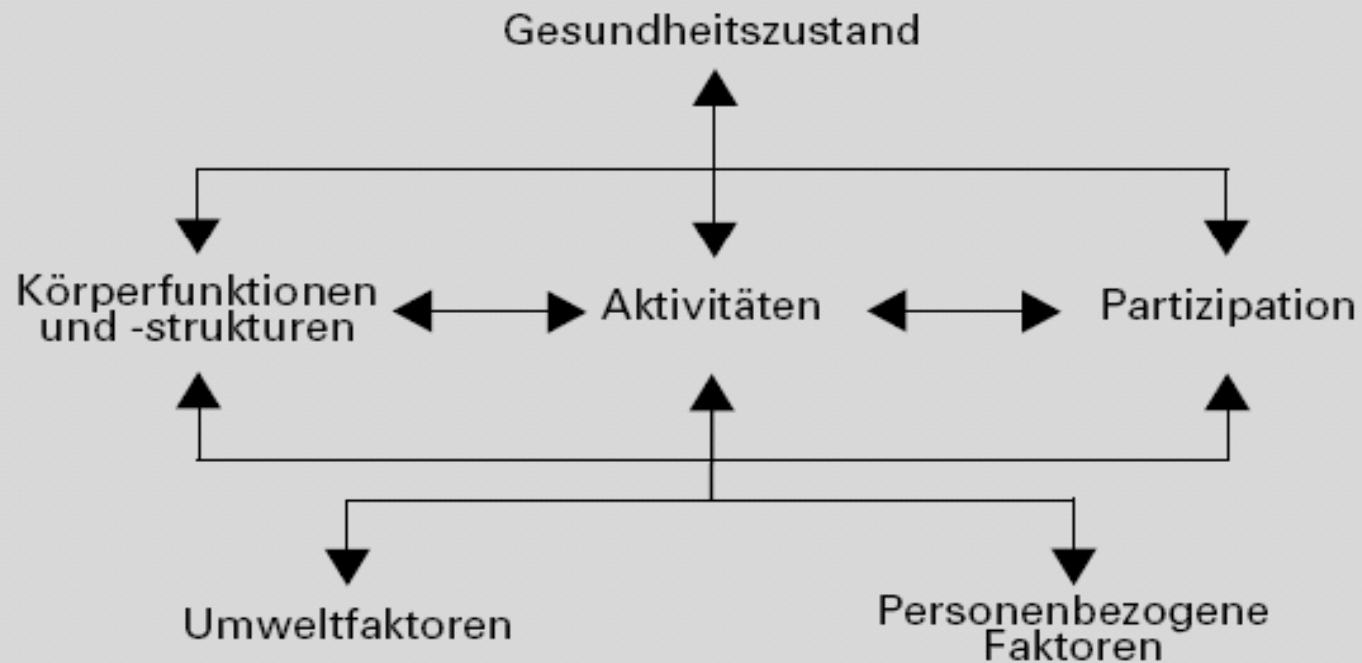 Gesundheitszustand
Körperfunktionen
und -strukturen
Aktivitäten
Partizipation
Umweltfaktoren
Personenbezogene
Faktoren